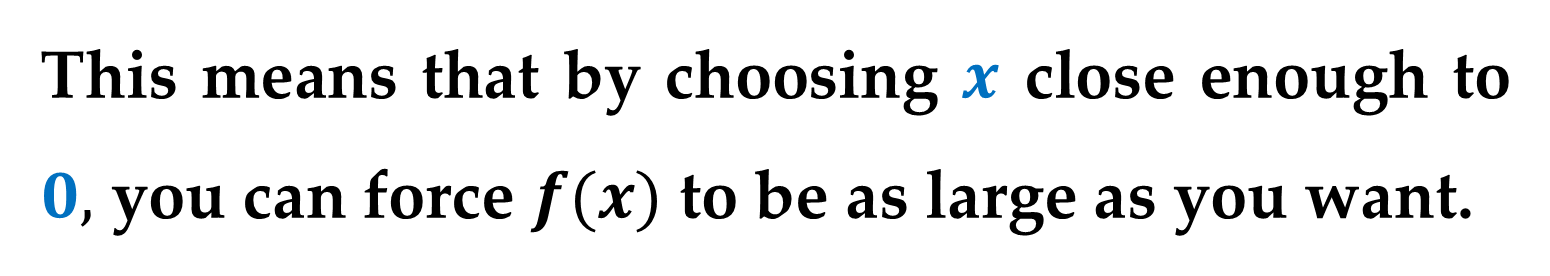 This means that by choosing x close enough to
0, you can force f(x) to be as large as you want.